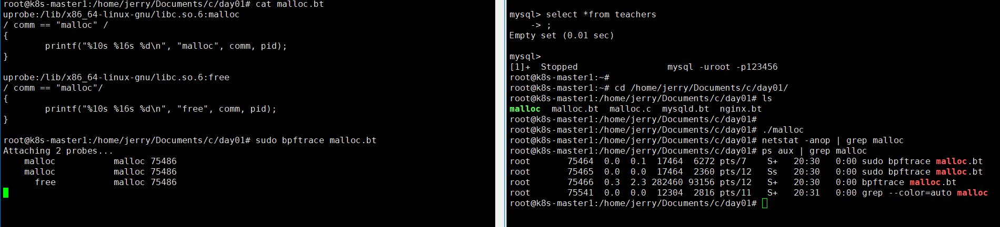 root@k8s-master1:/home/jerry/Documents/c/day01# cat malloc.bt
uprobe:/lib/x86_64-linux-gnu/libc.so.6:malloc
/ comm == "malloc" /
{
        printf("%10s %16s %d\n", "malloc", comm, pid);
}

uprobe:/lib/x86_64-linux-gnu/libc.so.6:free
/ comm == "malloc"/
{
        printf("%10s %16s %d\n", "free", comm, pid);
}

root@k8s-master1:/home/jerry/Documents/c/day01# sudo bpftrace malloc.bt
Attaching 2 probes...
    malloc           malloc 75486
    malloc           malloc 75486
      free           malloc 75486

mysql> select *from teachers
    -> ;
Empty set (0.01 sec)

mysql>
[1]+  Stopped                 mysql -uroot -p123456
root@k8s-master1:~#
root@k8s-master1:~# cd /home/jerry/Documents/c/day01/
root@k8s-master1:/home/jerry/Documents/c/day01# ls
malloc  malloc.bt  malloc.c  mysqld.bt  nginx.bt
root@k8s-master1:/home/jerry/Documents/c/day01#
root@k8s-master1:/home/jerry/Documents/c/day01# ./malloc
root@k8s-master1:/home/jerry/Documents/c/day01# netstat -anop | grep malloc
root@k8s-master1:/home/jerry/Documents/c/day01# ps aux | grep malloc
root       75464  0.0  0.1  17464  6272 pts/7    S+   20:30   0:00 sudo bpftrace malloc.bt
root       75465  0.0  0.0  17464  2360 pts/12   Ss   20:30   0:00 sudo bpftrace malloc.bt
root       75466  0.3  2.3 282460 93156 pts/12   S+   20:30   0:00 bpftrace malloc.bt
root       75541  0.0  0.0  12304  2816 pts/11   S+   20:31   0:00 grep --color=auto malloc
root@k8s-master1:/home/jerry/Documents/c/day01#